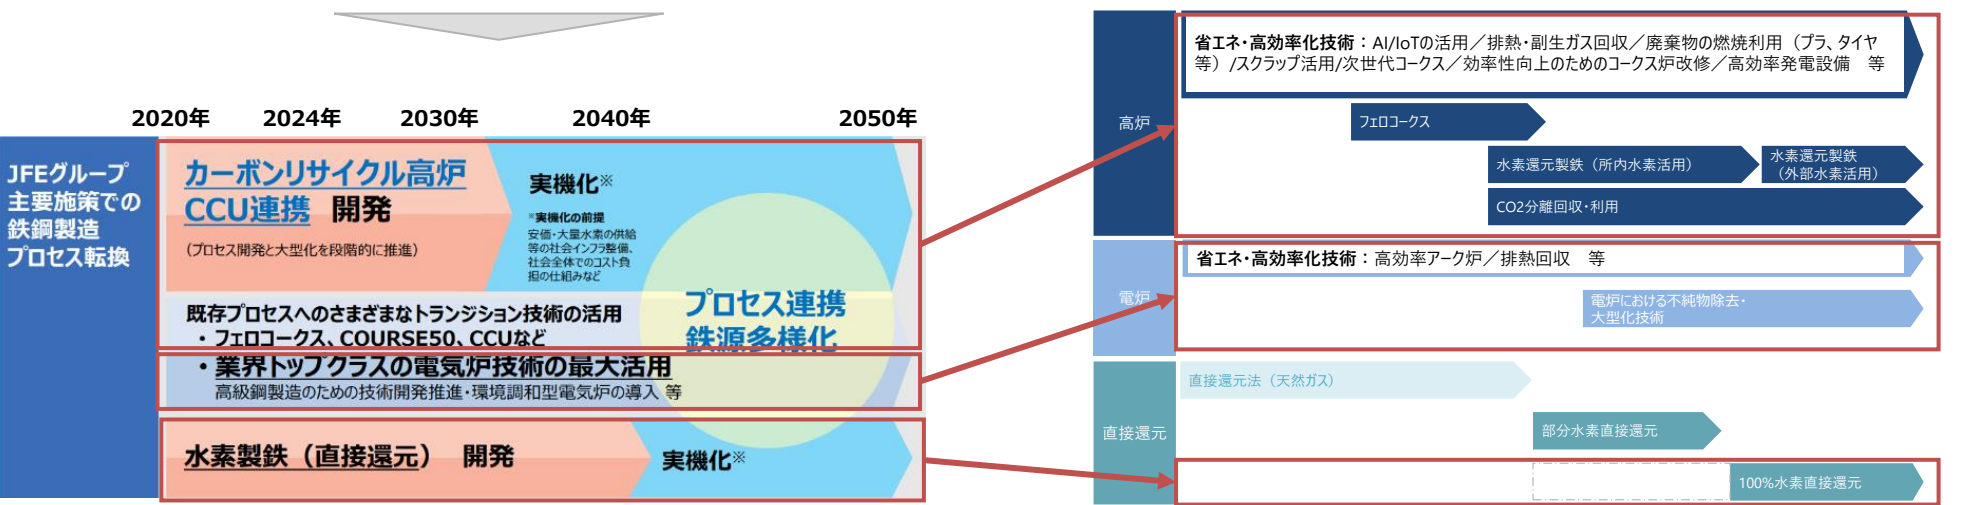 2020年 2024年 2030年 2040年 2050年
JFEグループ
主要施策での
鉄鋼製造
プロセス転換
カーボンリサイクル高炉
CCU連携 開発
(プロセス開発と大型化を段階的に推進)
実機化※
※実機化の前提
安価・大量水素の供給
等の社会インフラ整備、
社会全体でのコスト負
担の仕組みなど
既存プロセスへのさまざまなトランジション技術の活用
・フェロコークス、COURSE50、CCUなど
・業界トップクラスの電気炉技術の最大活用
高級鋼製造のための技術開発推進・環境調和型電気炉の導入 等
プロセス連携
鉄源多様化
水素製鉄（直接還元） 開発
実機化※
高炉
省エネ・高効率化技術：AI/IoTの活用／排熱・副生ガス回収／廃棄物の燃焼利用（プラ、タイヤ
等）/スクラップ活用/次世代コークス／効率性向上のためのコークス炉改修／高効率発電設備 等
フェロコークス
水素還元製鉄（所内水素活用）
水素還元製鉄
（外部水素活用）
CO2分離回収・利用
電炉
省エネ・高効率化技術：高効率アーク炉／排熱回収 等
電炉における不純物除去・
大型化技術
直接還元
直接還元法（天然ガス）
部分水素直接還元
100%水素直接還元